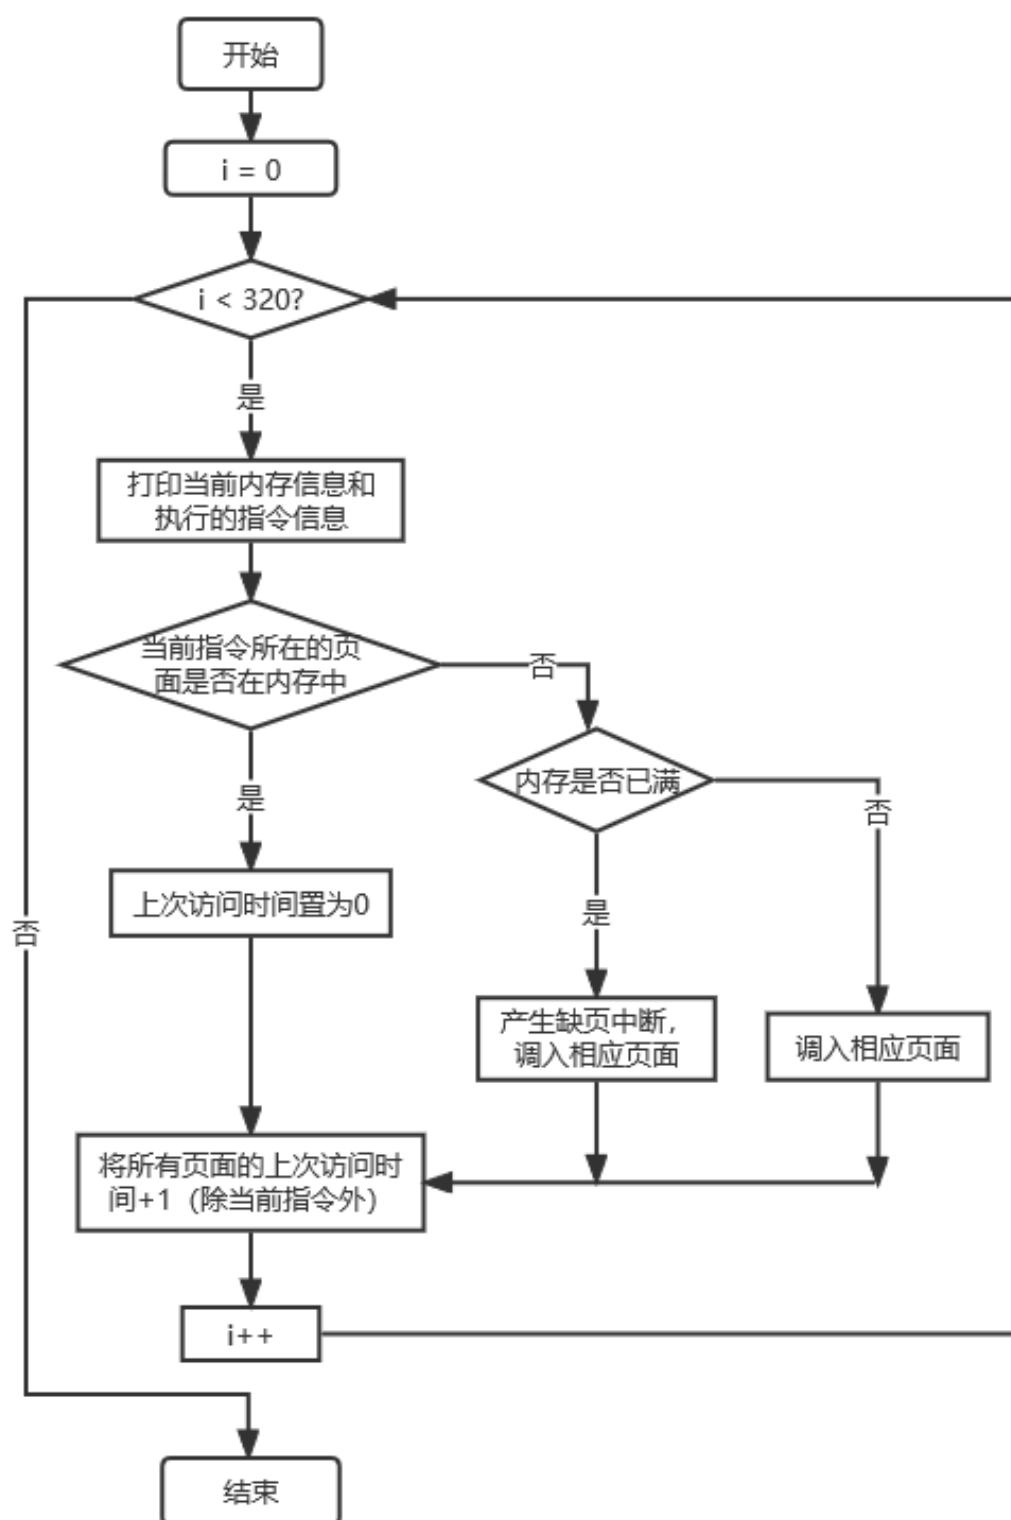 开始
i = 0
i < 320?
是
打印当前内存信息和
执行的指令信息
当前指令所在的页
面是否在内存中
否
内存是否已满
是
否
上次访问时间置为0
是
否
产生缺页中断，
调入相应页面
调入相应页面
将所有页面的上次访问时
间+1（除当前指令外）
i++
结束